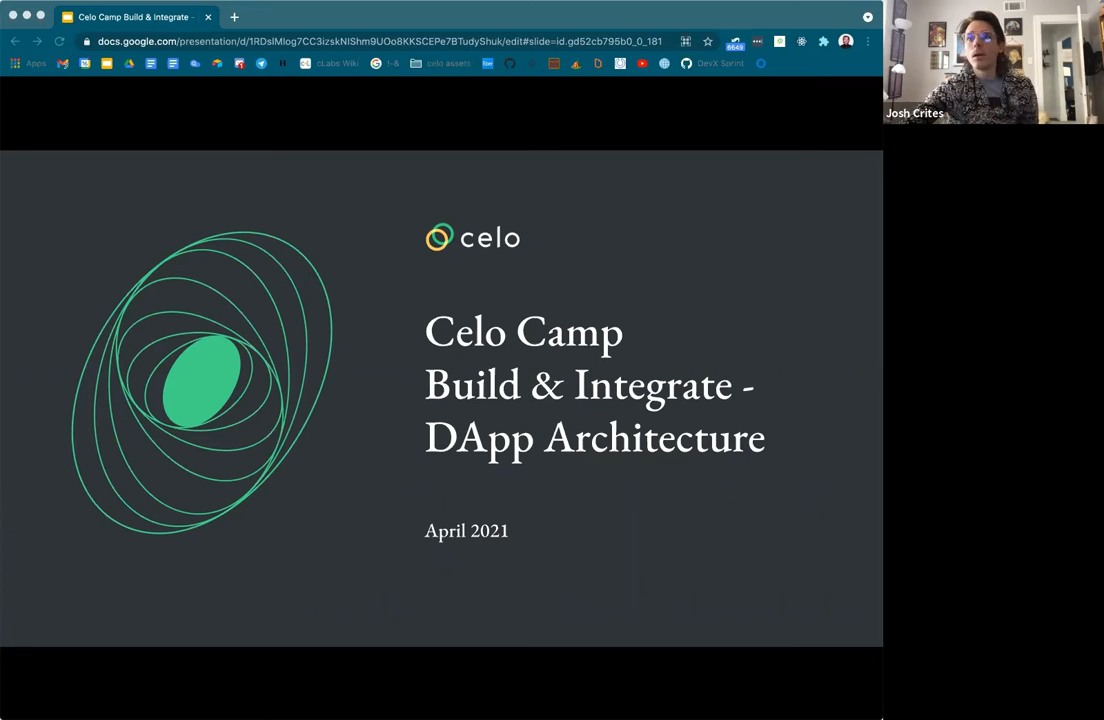 Celo Camp Build & Integrate -
docs.google.com/presentation/d/1RDslMlog7CC3izskNIShm9UOo8KKSCEPe7BTudyShuk/edit#slide=id.gd52cb795b0_0_181
6649
Apps
cLabs Wiki
!-&
celo assets
DevX Sprint
Josh Crites
celo
Celo Camp
Build & Integrate -
DApp Architecture
April 2021